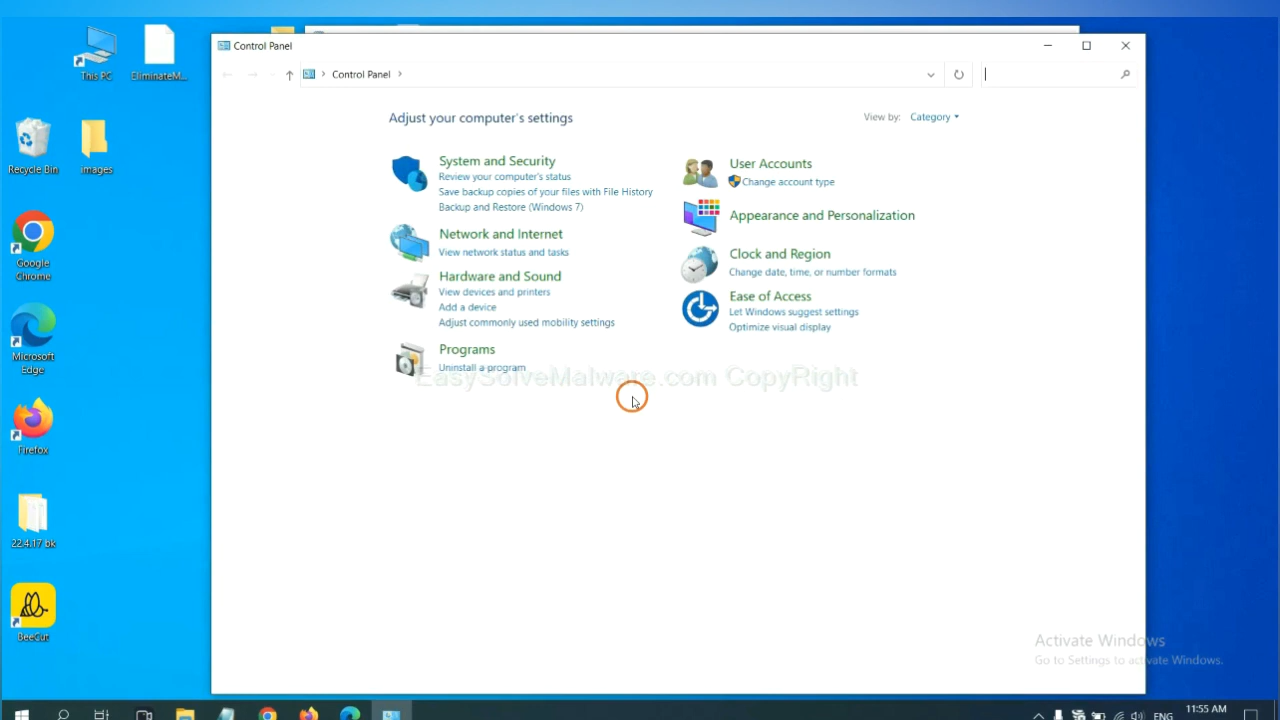 Control Panel
Control Panel
Adjust your computer's settings
View by: Category
System and Security
Review your computer's status
Save backup copies of your files with File History
Backup and Restore (Windows 7)
Network and Internet
View network status and tasks
Hardware and Sound
View devices and printers
Add a device
Adjust commonly used mobility settings
Programs
Uninstall a program
User Accounts
Change account type
Appearance and Personalization
Clock and Region
Change date, time, or number formats
Ease of Access
Let Windows suggest settings
Optimize visual display
EasySolveMalware.com CopyRight
This PC
EliminateM...
Recycle Bin
images
Google
Chrome
Microsoft
Edge
Firefox
22.4.17 bk
BeeCut
Activate Windows
Go to Settings to activate Windows.
ENG
11:55 AM